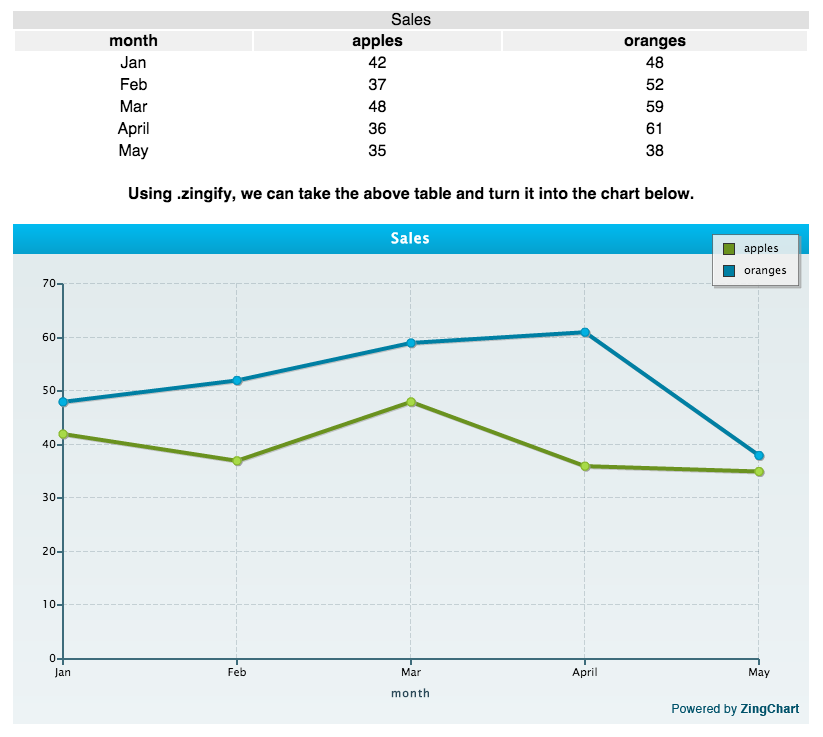 Sales
month apples oranges
Jan 42 48
Feb 37 52
Mar 48 59
April 36 61
May 35 38
Using .zingify, we can take the above table and turn it into the chart below.
Sales
apples
oranges
70
60
50
40
30
20
10
0
Jan Feb Mar April May
month
Powered by ZingChart